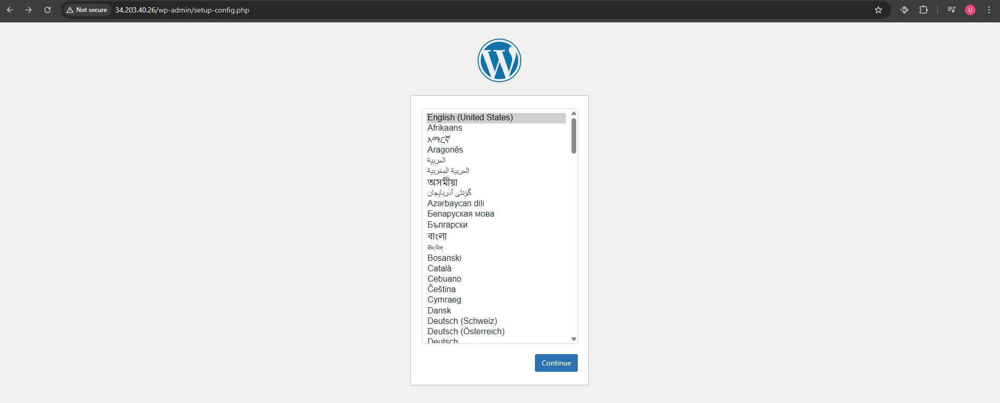 Not secure 34.203.40.26/wp-admin/setup-config.php
U
English (United States)
Afrikaans
አማርኛ
Aragonés
العربية
العربية المغربية
অসমীয়া
گؤنئی آذربایجان
Azərbaycan dili
Беларуская мова
Български
বাংলা
བོད་ཡིག
Bosanski
Català
Cebuano
Čeština
Cymraeg
Dansk
Deutsch (Schweiz)
Deutsch (Österreich)
Deutsch
Continue